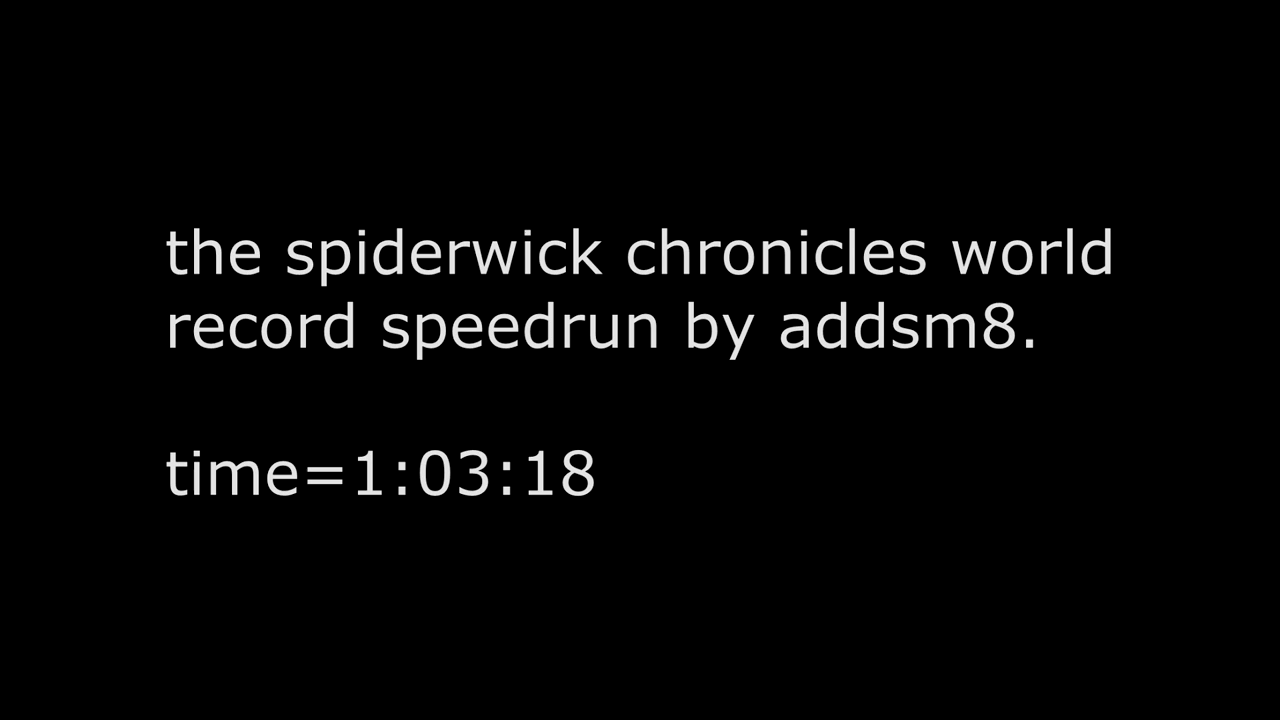 the spiderwick chronicles world
record speedrun by addsm8.
time=1:03:18